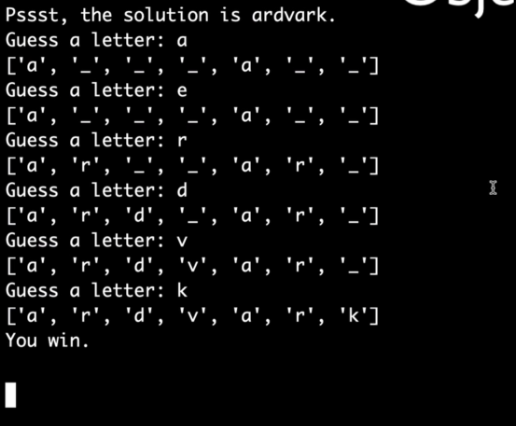 Obje
Pssst, the solution is ardvark.
Guess a letter: a
['a', '_', '_', '_', 'a', '_', '_']
Guess a letter: e
['a', '_', '_', '_', 'a', '_', '_']
Guess a letter: r
['a', 'r', '_', '_', 'a', 'r', '_']
Guess a letter: d
['a', 'r', 'd', '_', 'a', 'r', '_']
Guess a letter: v
['a', 'r', 'd', 'v', 'a', 'r', '_']
Guess a letter: k
['a', 'r', 'd', 'v', 'a', 'r', 'k']
You win.